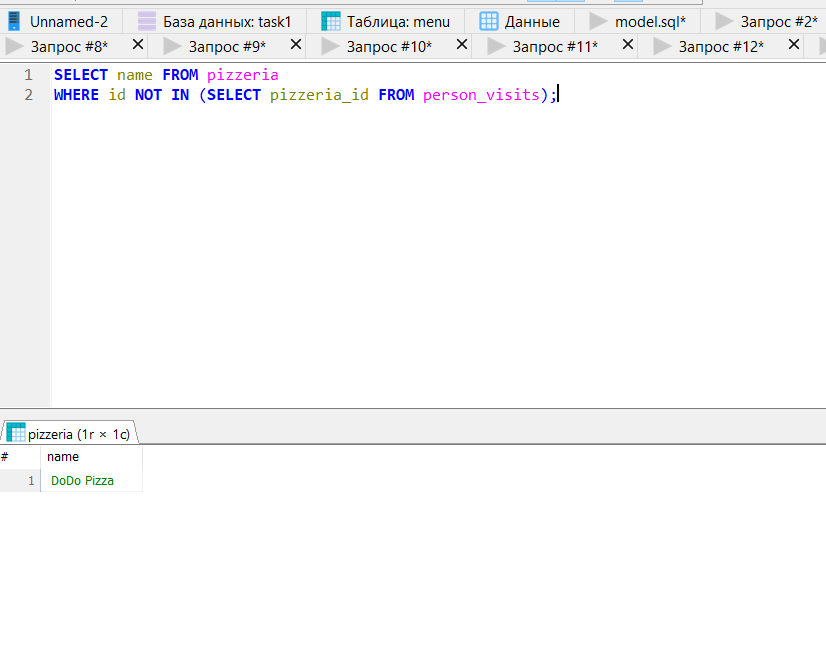 Unnamed-2 База данных: task1 Таблица: menu Данные model.sql* Запрос #2*
Запрос #8* Запрос #9* Запрос #10* Запрос #11* Запрос #12*
1 SELECT name FROM pizzeria
2 WHERE id NOT IN (SELECT pizzeria_id FROM person_visits);
pizzeria (1r × 1c)
# name
1 DoDo Pizza